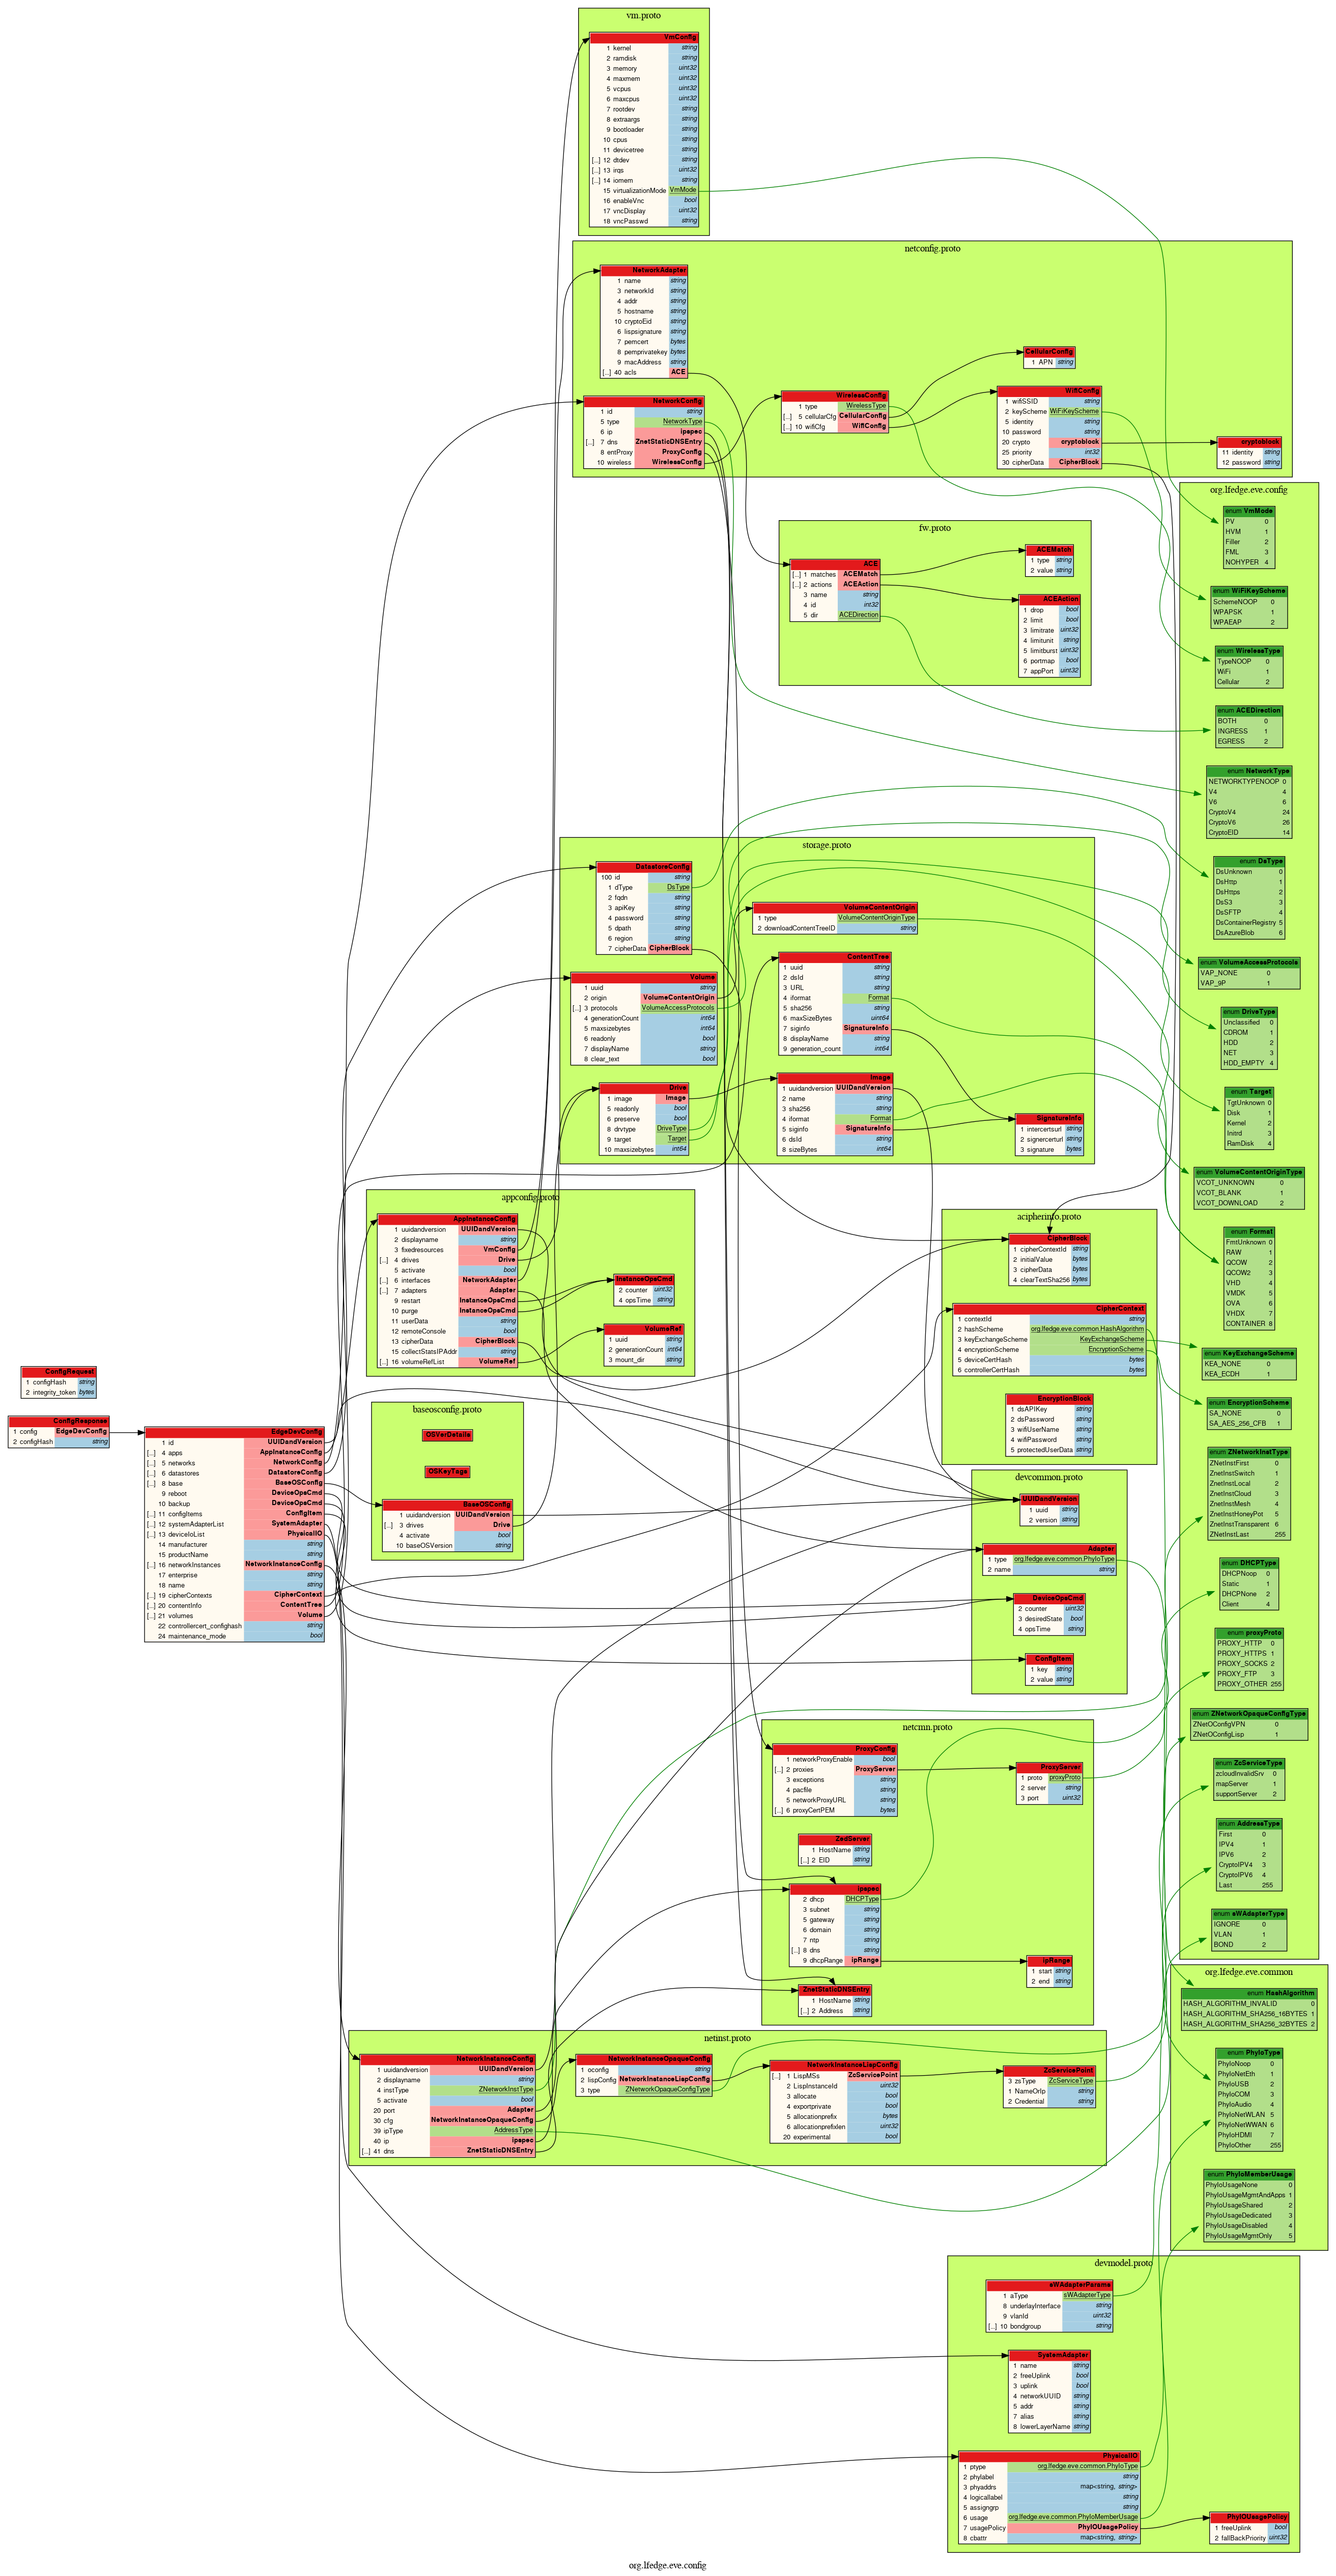 vm.proto
VmConfig
1 kernel string
2 ramdisk string
3 memory uint32
4 maxmem uint32
5 vcpus uint32
6 maxcpus uint32
7 rootdev string
8 extraargs string
9 bootloader string
10 cpus string
11 devicetree string
[...] 12 dtdev string
[...] 13 irqs uint32
[...] 14 iomem string
15 virtualizationMode VmMode
16 enableVnc bool
17 vncDisplay uint32
18 vncPasswd string
netconfig.proto
NetworkAdapter
1 name string
3 networkId string
4 addr string
5 hostname string
10 cryptoEid string
6 lispsignature string
7 pemcert bytes
8 pemprivatekey bytes
9 macAddress string
[...] 40 acls ACE
NetworkConfig
1 id string
5 type NetworkType
6 ip ipspec
[...] 7 dns ZnetStaticDNSEntry
8 entProxy ProxyConfig
10 wireless WirelessConfig
WirelessConfig
1 type WirelessType
[...] 5 cellularCfg CellularConfig
[...] 10 wifiCfg WifiConfig
CellularConfig
1 APN string
WifiConfig
1 wifiSSID string
2 keyScheme WiFiKeyScheme
5 identity string
10 password string
20 crypto cryptoblock
25 priority int32
30 cipherData CipherBlock
cryptoblock
11 identity string
12 password string
fw.proto
ACE
[...] 1 matches ACEMatch
[...] 2 actions ACEAction
3 name string
4 id int32
5 dir ACEDirection
ACEMatch
1 type string
2 value string
ACEAction
1 drop bool
2 limit bool
3 limitrate uint32
4 limitunit string
5 limitburst uint32
6 portmap bool
7 appPort uint32
storage.proto
DatastoreConfig
100 id string
1 dType DsType
2 fqdn string
3 apiKey string
4 password string
5 dpath string
6 region string
7 cipherData CipherBlock
Volume
1 uuid string
2 origin VolumeContentOrigin
[...] 3 protocols VolumeAccessProtocols
4 generationCount int64
5 maxsizebytes int64
6 readonly bool
7 displayName string
8 clear_text bool
Drive
1 image Image
5 readonly bool
6 preserve bool
8 drvtype DriveType
9 target Target
10 maxsizebytes int64
VolumeContentOrigin
1 type VolumeContentOriginType
2 downloadContentTreeID string
ContentTree
1 uuid string
2 dsId string
3 URL string
4 iformat Format
5 sha256 string
6 maxSizeBytes uint64
7 siginfo SignatureInfo
8 displayName string
9 generation_count int64
Image
1 uuidandversion UUIDandVersion
2 name string
3 sha256 string
4 iformat Format
5 siginfo SignatureInfo
6 dsId string
8 sizeBytes int64
SignatureInfo
1 intercertsurl string
2 signercerturl string
3 signature bytes
appconfig.proto
AppInstanceConfig
1 uuidandversion UUIDandVersion
2 displayname string
3 fixedresources VmConfig
[...] 4 drives Drive
5 activate bool
[...] 6 interfaces NetworkAdapter
[...] 7 adapters Adapter
9 restart InstanceOpsCmd
10 purge InstanceOpsCmd
11 userData string
12 remoteConsole bool
13 cipherData CipherBlock
15 collectStatsIPAddr string
[...] 16 volumeRefList VolumeRef
InstanceOpsCmd
2 counter uint32
4 opsTime string
VolumeRef
1 uuid string
2 generationCount int64
3 mount_dir string
acipherinfo.proto
CipherBlock
1 cipherContextId string
2 initialValue bytes
3 cipherData bytes
4 clearTextSha256 bytes
CipherContext
1 contextId string
2 hashScheme org.lfedge.eve.common.HashAlgorithm
3 keyExchangeScheme KeyExchangeScheme
4 encryptionScheme EncryptionScheme
5 deviceCertHash bytes
6 controllerCertHash bytes
EncryptionBlock
1 dsAPIKey string
2 dsPassword string
3 wifiUserName string
4 wifiPassword string
5 protectedUserData string
ConfigRequest
1 configHash string
2 integrity_token bytes
ConfigResponse
1 config EdgeDevConfig
2 configHash string
EdgeDevConfig
1 id UUIDandVersion
[...] 4 apps AppInstanceConfig
[...] 5 networks NetworkConfig
[...] 6 datastores DatastoreConfig
[...] 8 base BaseOSConfig
9 reboot DeviceOpsCmd
10 backup DeviceOpsCmd
[...] 11 configItems ConfigItem
[...] 12 systemAdapterList SystemAdapter
[...] 13 deviceIoList PhysicalIO
14 manufacturer string
15 productName string
[...] 16 networkInstances NetworkInstanceConfig
17 enterprise string
18 name string
[...] 19 cipherContexts CipherContext
[...] 20 contentInfo ContentTree
[...] 21 volumes Volume
22 controllercert_confighash string
24 maintenance_mode bool
baseosconfig.proto
OSVerDetails
OSKeyTags
BaseOSConfig
1 uuidandversion UUIDandVersion
[...] 3 drives Drive
4 activate bool
10 baseOSVersion string
devcommon.proto
UUIDandVersion
1 uuid string
2 version string
Adapter
1 type org.lfedge.eve.common.PhyIoType
2 name string
DeviceOpsCmd
2 counter uint32
3 desiredState bool
4 opsTime string
ConfigItem
1 key string
2 value string
netcmn.proto
ProxyConfig
1 networkProxyEnable bool
[...] 2 proxies ProxyServer
3 exceptions string
4 pacfile string
5 networkProxyURL string
[...] 6 proxyCertPEM bytes
ProxyServer
1 proto proxyProto
2 server string
3 port uint32
ZedServer
1 HostName string
[...] 2 EID string
ipspec
2 dhcp DHCPType
3 subnet string
5 gateway string
6 domain string
7 ntp string
[...] 8 dns string
9 dhcpRange ipRange
ipRange
1 start string
2 end string
ZnetStaticDNSEntry
1 HostName string
[...] 2 Address string
netinst.proto
NetworkInstanceConfig
1 uuidandversion UUIDandVersion
2 displayname string
4 instType ZNetworkInstType
5 activate bool
20 port Adapter
30 cfg NetworkInstanceOpaqueConfig
39 ipType AddressType
40 ip ipspec
[...] 41 dns ZnetStaticDNSEntry
NetworkInstanceOpaqueConfig
1 oconfig string
2 lispConfig NetworkInstanceLispConfig
3 type ZNetworkOpaqueConfigType
NetworkInstanceLispConfig
[...] 1 LispMSs ZcServicePoint
2 LispInstanceId uint32
3 allocate bool
4 exportprivate bool
5 allocationprefix bytes
6 allocationprefixlen uint32
20 experimental bool
ZcServicePoint
3 zsType ZcServiceType
1 NameOrIp string
2 Credential string
devmodel.proto
sWAdapterParams
1 aType sWAdapterType
8 underlayInterface string
9 vlanId uint32
[...] 10 bondgroup string
SystemAdapter
1 name string
2 freeUplink bool
3 uplink bool
4 networkUUID string
5 addr string
7 alias string
8 lowerLayerName string
PhysicalIO
1 ptype org.lfedge.eve.common.PhyIoType
2 phylabel string
3 phyaddrs map<string, string>
4 logicallabel string
5 assigngrp string
6 usage org.lfedge.eve.common.PhyIoMemberUsage
7 usagePolicy PhyIOUsagePolicy
8 cbattr map<string, string>
PhyIOUsagePolicy
1 freeUplink bool
2 fallBackPriority uint32
org.lfedge.eve.config
enum VmMode
PV 0
HVM 1
Filler 2
FML 3
NOHYPER 4
enum WiFiKeyScheme
SchemeNOOP 0
WPAPSK 1
WPAEAP 2
enum WirelessType
TypeNOOP 0
WiFi 1
Cellular 2
enum ACEDirection
BOTH 0
INGRESS 1
EGRESS 2
enum NetworkType
NETWORKTYPENOOP 0
V4 4
V6 6
CryptoV4 24
CryptoV6 26
CryptoEID 14
enum DsType
DsUnknown 0
DsHttp 1
DsHttps 2
DsS3 3
DsSFTP 4
DsContainerRegistry 5
DsAzureBlob 6
enum VolumeAccessProtocols
VAP_NONE 0
VAP_9P 1
enum DriveType
Unclassified 0
CDROM 1
HDD 2
NET 3
HDD_EMPTY 4
enum Target
TgtUnknown 0
Disk 1
Kernel 2
Initrd 3
RamDisk 4
enum VolumeContentOriginType
VCOT_UNKNOWN 0
VCOT_BLANK 1
VCOT_DOWNLOAD 2
enum Format
FmtUnknown 0
RAW 1
QCOW 2
QCOW2 3
VHD 4
VMDK 5
OVA 6
VHDX 7
CONTAINER 8
enum KeyExchangeScheme
KEA_NONE 0
KEA_ECDH 1
enum EncryptionScheme
SA_NONE 0
SA_AES_256_CFB 1
enum ZNetworkInstType
ZNetInstFirst 0
ZnetInstSwitch 1
ZnetInstLocal 2
ZnetInstCloud 3
ZnetInstMesh 4
ZnetInstHoneyPot 5
ZnetInstTransparent 6
ZNetInstLast 255
enum DHCPType
DHCPNoop 0
Static 1
DHCPNone 2
Client 4
enum proxyProto
PROXY_HTTP 0
PROXY_HTTPS 1
PROXY_SOCKS 2
PROXY_FTP 3
PROXY_OTHER 255
enum ZNetworkOpaqueConfigType
ZNetOConfigVPN 0
ZNetOConfigLisp 1
enum ZcServiceType
zcloudInvalidSrv 0
mapServer 1
supportServer 2
enum AddressType
First 0
IPV4 1
IPV6 2
CryptoIPV4 3
CryptoIPV6 4
Last 255
enum sWAdapterType
IGNORE 0
VLAN 1
BOND 2
org.lfedge.eve.common
enum HashAlgorithm
HASH_ALGORITHM_INVALID 0
HASH_ALGORITHM_SHA256_16BYTES 1
HASH_ALGORITHM_SHA256_32BYTES 2
enum PhyIoType
PhyIoNoop 0
PhyIoNetEth 1
PhyIoUSB 2
PhyIoCOM 3
PhyIoAudio 4
PhyIoNetWLAN 5
PhyIoNetWWAN 6
PhyIoHDMI 7
PhyIoOther 255
enum PhyIoMemberUsage
PhyIoUsageNone 0
PhyIoUsageMgmtAndApps 1
PhyIoUsageShared 2
PhyIoUsageDedicated 3
PhyIoUsageDisabled 4
PhyIoUsageMgmtOnly 5
org.lfedge.eve.config